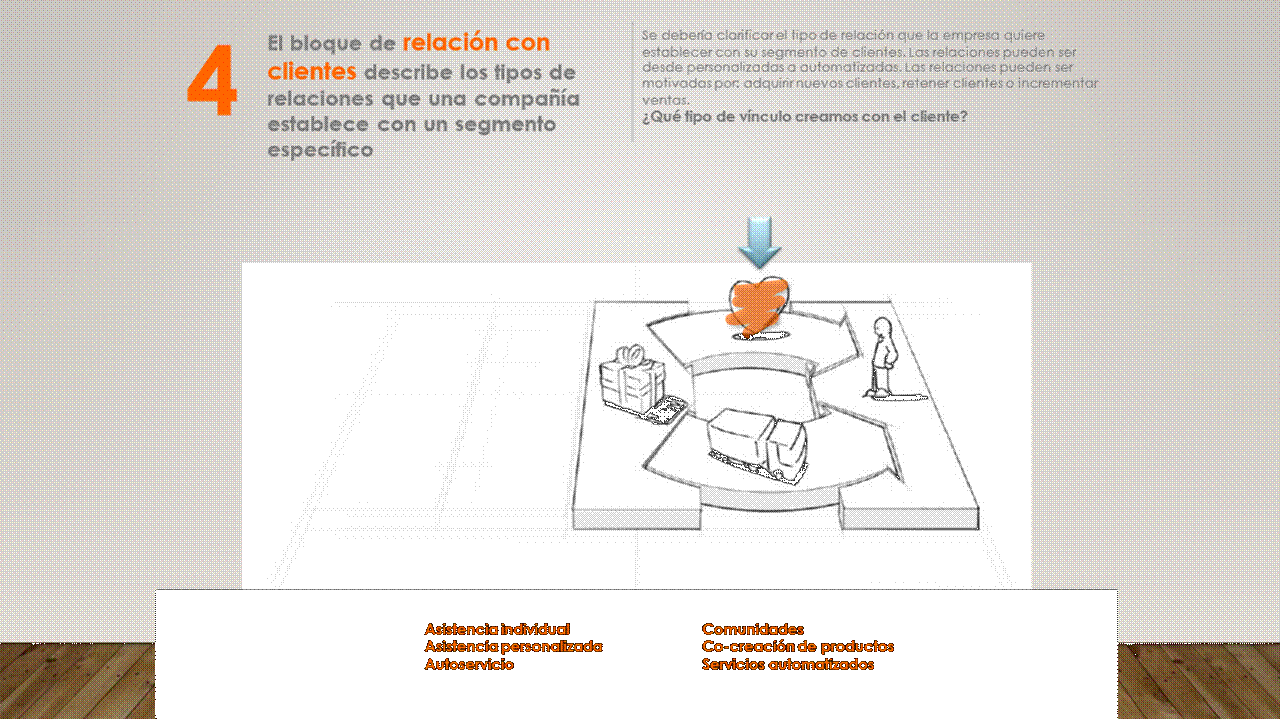 4
El bloque de relación con
clientes describe los tipos de
relaciones que una compañía
establece con un segmento
específico
Se debería clarificar el tipo de relación que la empresa quiere
establecer con su segmento de clientes. Las relaciones pueden ser
desde personalizadas a automatizadas. Las relaciones pueden ser
motivadas por: adquirir nuevos clientes, retener clientes o incrementar
ventas.
¿Qué tipo de vínculo creamos con el cliente?
Asistencia individual
Asistencia personalizada
Autoservicio
Comunidades
Co-creación de productos
Servicios automatizados